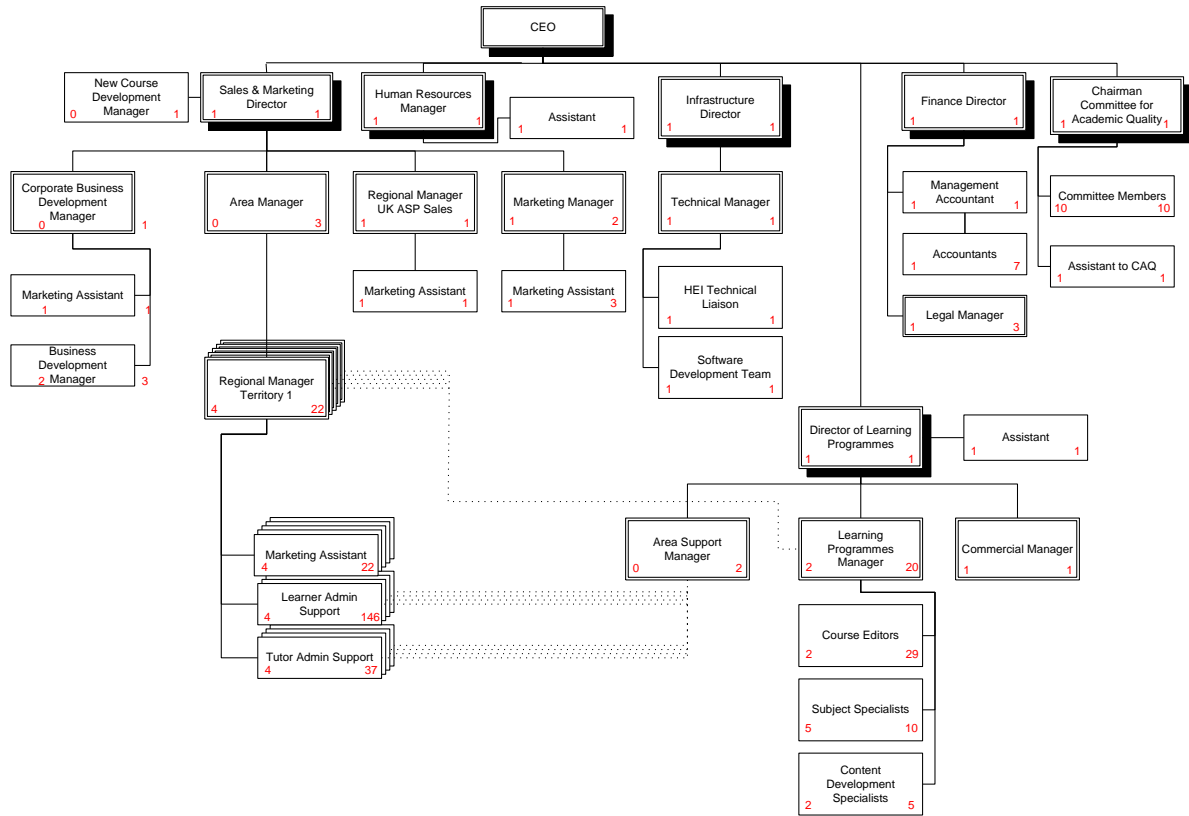 CEO
New Course
Development
Manager
0 1
Sales & Marketing
Director
1 1
Human Resources
Manager
1 1
Assistant
1 1
Infrastructure
Director
1 1
Finance Director
1 1
Chairman
Committee for
Academic Quality
1 1
Corporate Business
Development
Manager
0 1
Area Manager
0 3
Regional Manager
UK ASP Sales
1 1
Marketing Manager
1 2
Technical Manager
1 1
Management
Accountant
1 1
Committee Members
10 10
Accountants
1 7
Assistant to CAQ
1 1
Legal Manager
1 3
Marketing Assistant
1 1
Business
Development
Manager
2 3
Marketing Assistant
1 1
Marketing Assistant
1 3
HEI Technical
Liaison
1 1
Software
Development Team
1 1
Regional Manager
Territory 1
4 22
Director of Learning
Programmes
1 1
Assistant
1 1
Marketing Assistant
4 22
Learner Admin
Support
4 146
Tutor Admin Support
4 37
Area Support
Manager
0 2
Learning
Programmes
Manager
2 20
Commercial Manager
1 1
Course Editors
2 29
Subject Specialists
5 10
Content
Development
Specialists
2 5